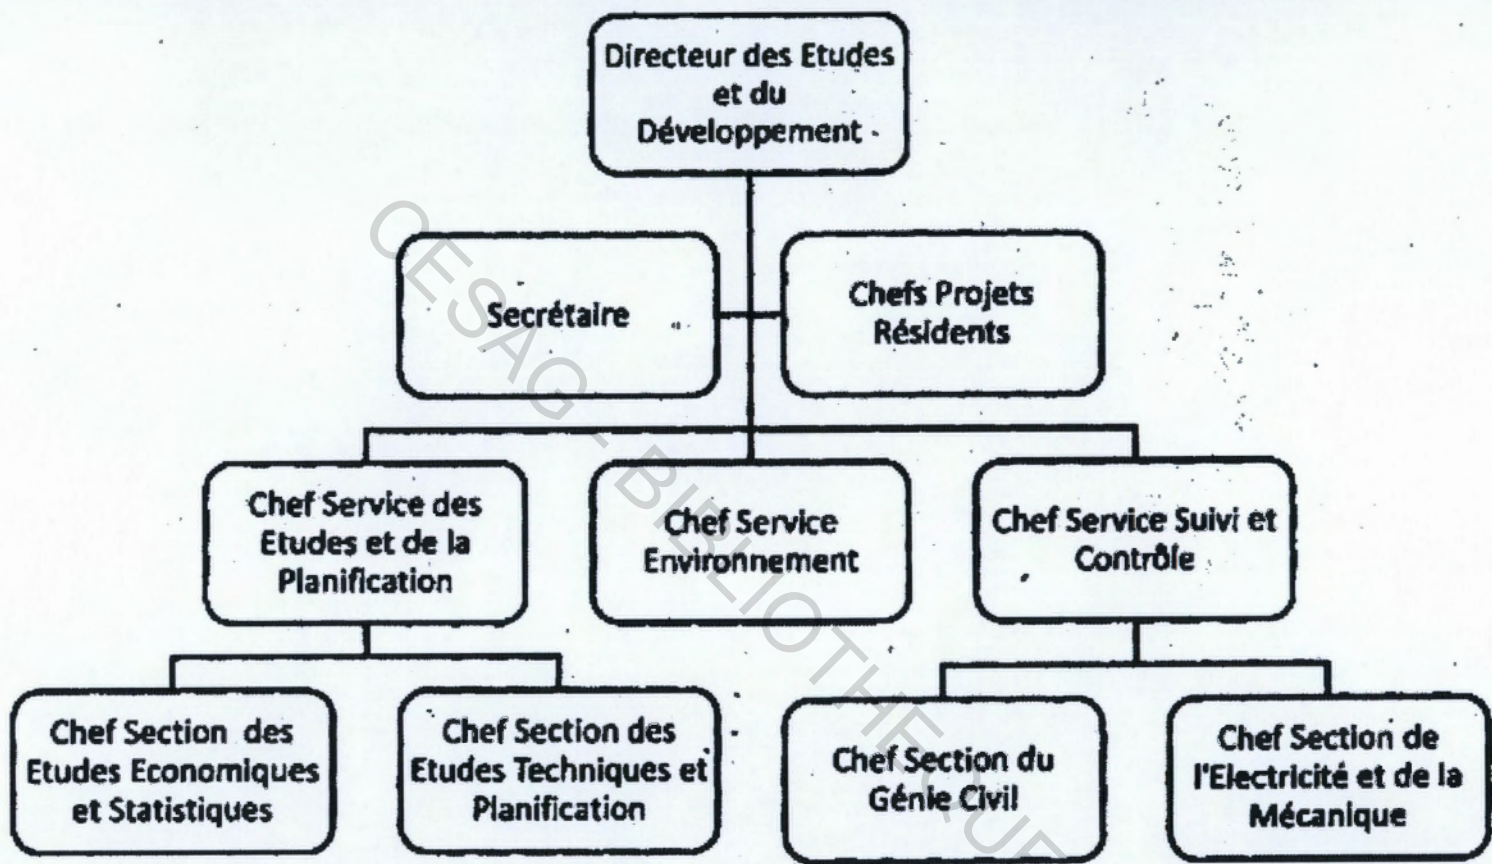 Directeur des Etudes
et du
Développement
Secrétaire
Chefs Projets
Résidents
Chef Service des
Etudes et de la
Planification
Chef Service
Environnement
Chef Service Suivi et
Contrôle
Chef Section des
Etudes Economiques
et Statistiques
Chef Section des
Etudes Techniques et
Planification
Chef Section du
Génie Civil
Chef Section de
l'Electricité et de la
Mécanique
CESAG - BIBLIOTHEQUE